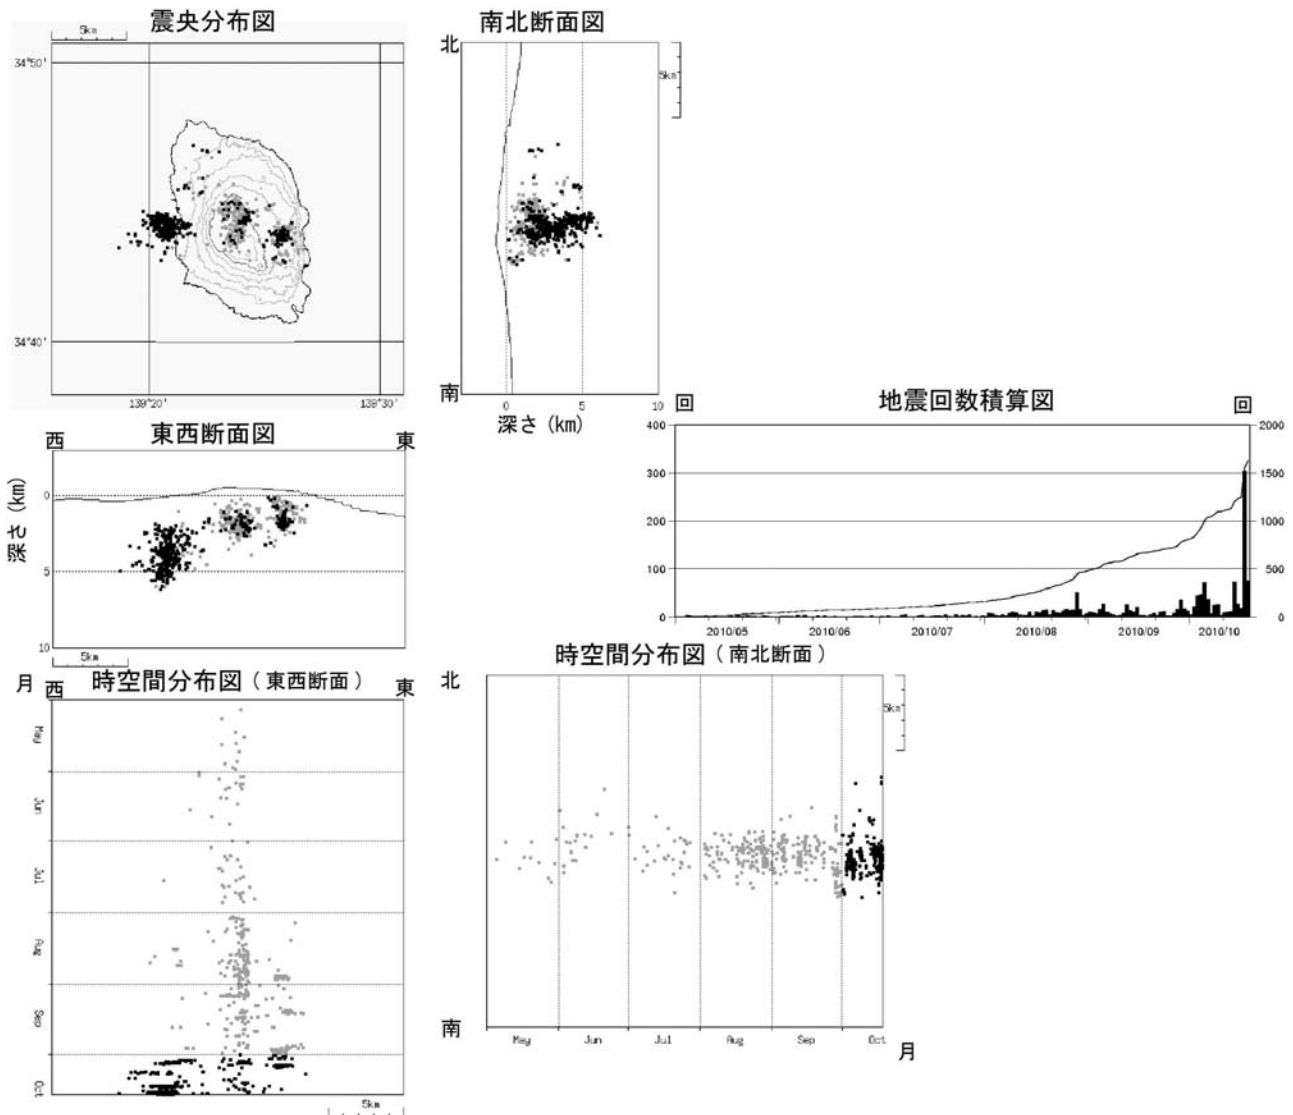 震央分布図
5km
34°50'
34°40'
139°20'
139°30'
南北断面図
北
南
5km
0
5
10
深さ (km)
東西断面図
西
東
深さ (km)
0
5
10
5km
地震回数積算図
回
回
400
300
200
100
0
2000
1500
1000
500
0
2010/05
2010/06
2010/07
2010/08
2010/09
2010/10
時空間分布図 ( 東西断面 )
月
西
東
May
Jun
Jul
Aug
Sep
Oct
5km
時空間分布図 ( 南北断面 )
北
南
5km
May
Jun
Jul
Aug
Sep
Oct
月